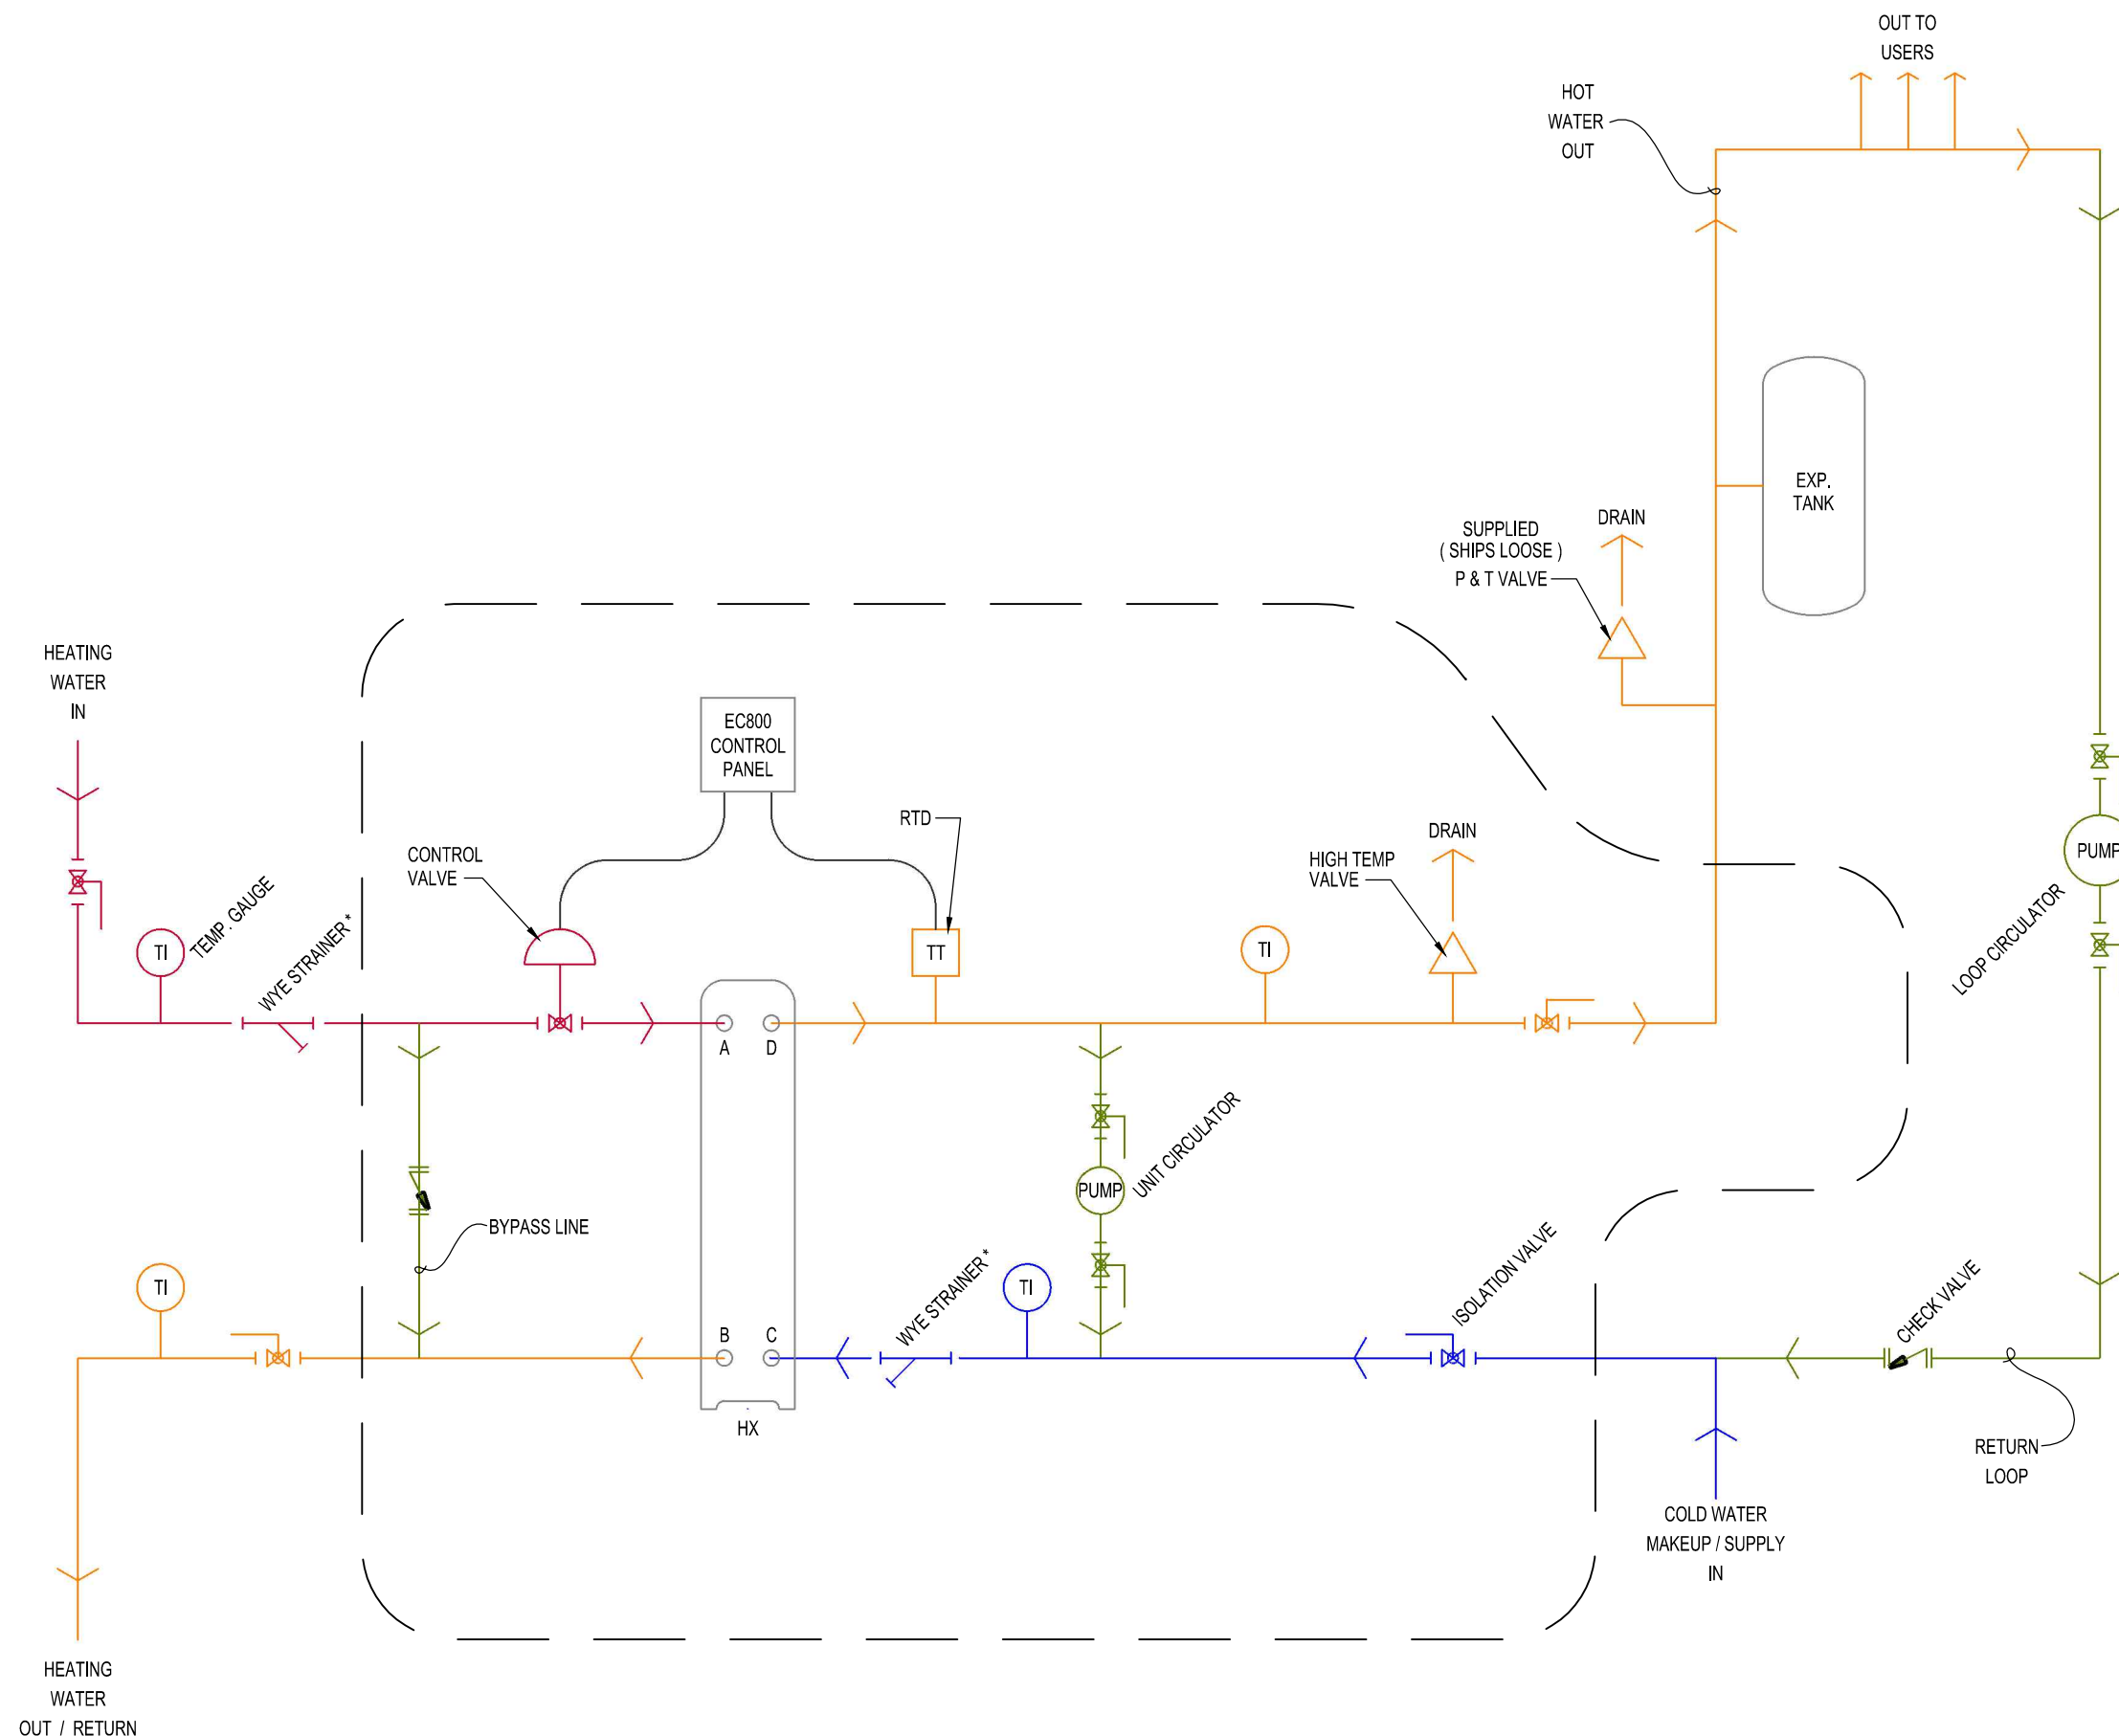 OUT TO
USERS
HOT
WATER
OUT
EXP.
TANK
SUPPLIED
( SHIPS LOOSE )
P & T VALVE
DRAIN
HEATING
WATER
IN
EC800
CONTROL
PANEL
RTD
CONTROL
VALVE
DRAIN
HIGH TEMP
VALVE
PUMP
LOOP CIRCULATOR
TI
TEMP. GAUGE
WYE STRAINER *
TT
TI
A
D
UNIT CIRCULATOR
PUMP
BYPASS LINE
TI
B
C
WYE STRAINER *
TI
ISOLATION VALVE
CHECK VALVE
HX
RETURN
LOOP
COLD WATER
MAKEUP / SUPPLY
IN
HEATING
WATER
OUT / RETURN